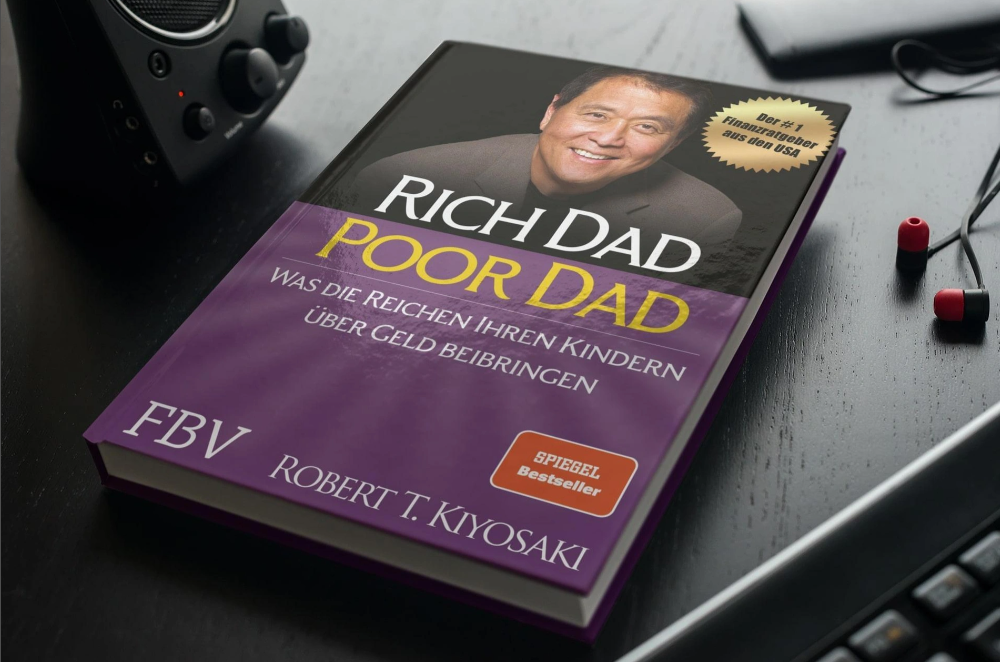 Der # 1
Finanzratgeber
aus den USA
RICH DAD
POOR DAD
WAS DIE REICHEN IHREN KINDERN
ÜBER GELD BEIBRINGEN
SPIEGEL
Bestseller
FBV
ROBERT T. KIYOSAKI